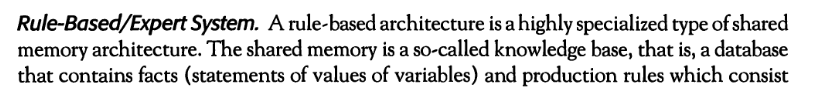 Rule-Based/Expert System. A rule-based architecture is a highly specialized type of shared
memory architecture. The shared memory is a so-called knowledge base, that is, a database
that contains facts (statements of values of variables) and production rules which consist